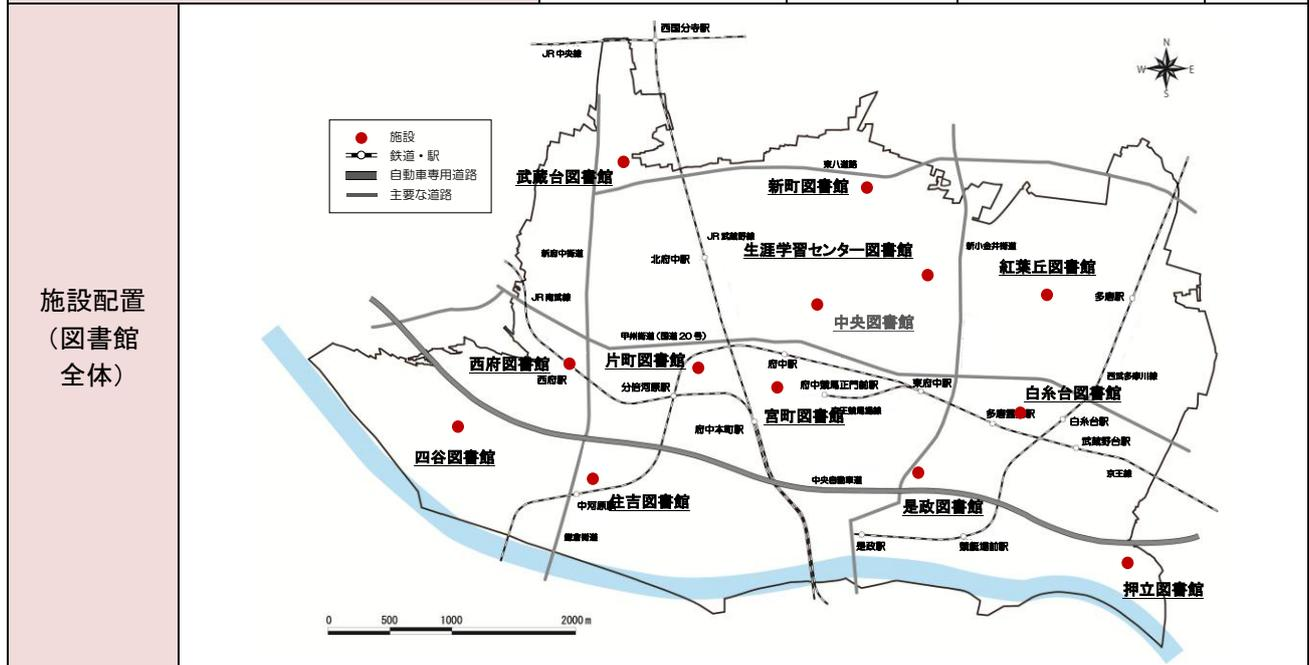 施設配置
（図書館
全体）
西国分寺駅
JR中央線
N
W
E
S
施設
鉄道・駅
自動車専用道路
主要な道路
武蔵台図書館
東八道路
新町図書館
JR武蔵野線
生涯学習センター図書館
新府中街道
北府中駅
新小金井街道
紅葉丘図書館
JR南武線
多磨駅
中央図書館
甲州街道（国道20号）
西府図書館
片町図書館
府中駅
西武多摩川線
西府駅
分倍河原駅
府中競馬正門前駅
東府中駅
白糸台図書館
宮町図書館
白糸台駅
府中本町駅
武蔵野台駅
四谷図書館
京王線
中央自動車道
住吉図書館
是政図書館
鎌倉街道
是政駅
競艇場前駅
押立図書館
0 500 1000 2000m